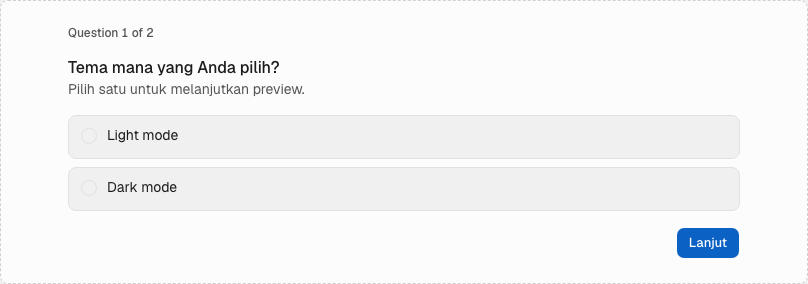 Question 1 of 2
Tema mana yang Anda pilih?
Pilih satu untuk melanjutkan preview.
Light mode
Dark mode
Lanjut